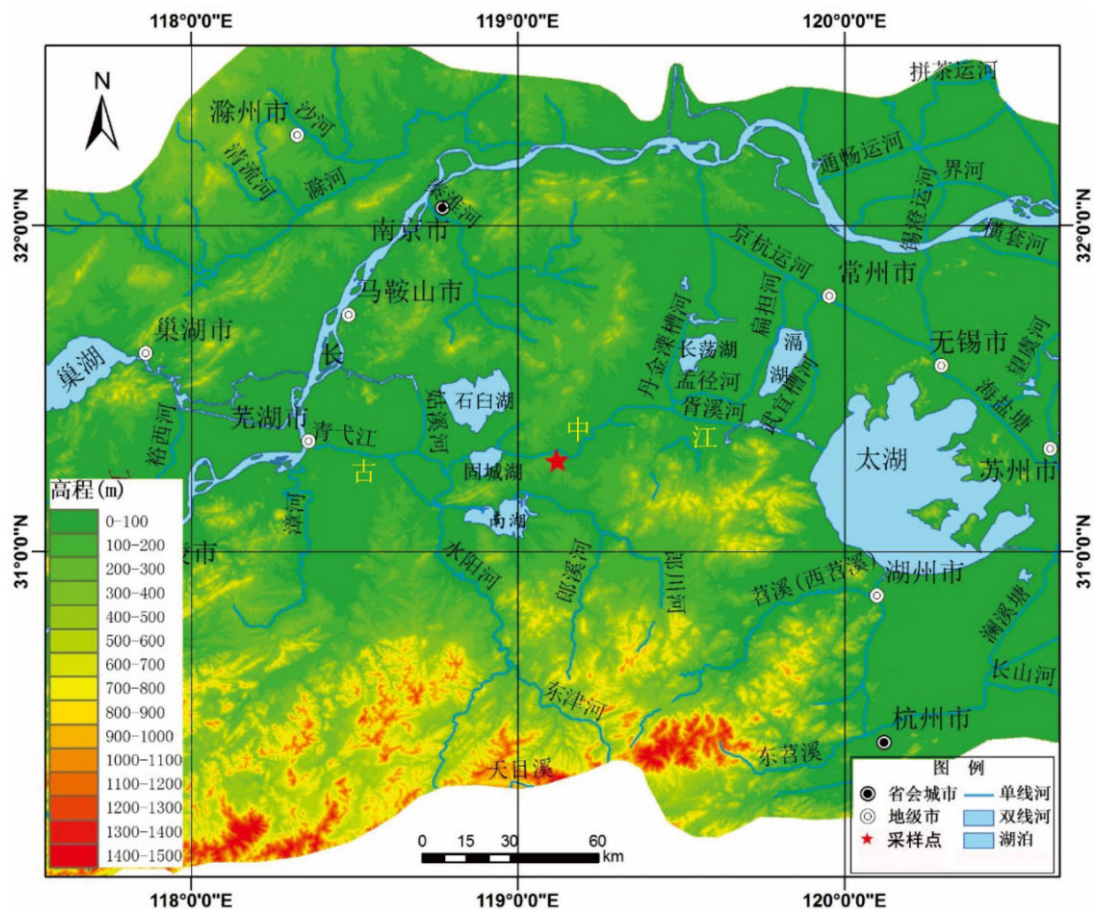 118°0'0"E
119°0'0"E
120°0'0"E
N
拼茶运河
滁州市
沙河
清流河
滁河
通畅运河
界河
秦淮河
南京市
锡澄运河
横套河
32°0'0"N
32°0'0"N
京杭运河
常州市
马鞍山市
扁担河
丹金溧槽河
巢湖市
长荡湖
滆
湖
无锡市
望虞河
巢湖
长
孟径河
武宜槽河
海盐塘
芜湖市
姑溪河
石臼湖
胥溪河
裕西河
青弋江
中
江
太湖
苏州市
古
固城湖
高程(m)
漳河
南湖
0-100
31°0'0"N
31°0'0"N
100-200
水阳河
郎溪河
郎川河
苕溪(西苕溪)
湖州市
200-300
300-400
400-500
澜溪塘
500-600
600-700
长山河
700-800
东津河
800-900
杭州市
900-1000
东苕溪
1000-1100
天目溪
图 例
1100-1200
省会城市
单线河
1200-1300
地级市
双线河
1300-1400
采样点
湖泊
1400-1500
0 15 30 60
km
118°0'0"E
119°0'0"E
120°0'0"E